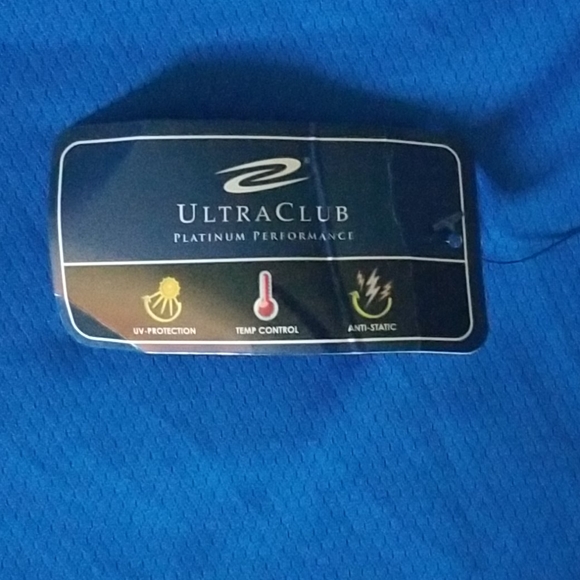 ULTRACLUB
PLATINUM PERFORMANCE
UV-PROTECTION TEMP CONTROL ANTI-STATIC